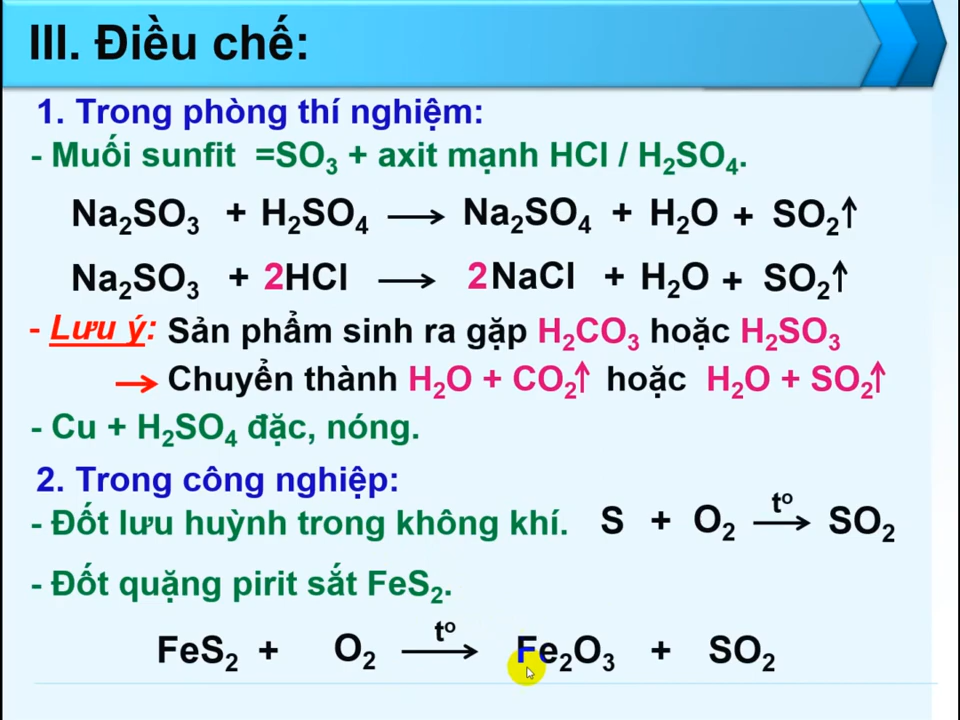 III. Điều chế:
1. Trong phòng thí nghiệm:
- Muối sunfit =SO₃ + axit mạnh HCl / H₂SO₄.
Na₂SO₃ + H₂SO₄ ⟶ Na₂SO₄ + H₂O + SO₂↑
Na₂SO₃ + 2HCl ⟶ 2NaCl + H₂O + SO₂↑
- Lưu ý: Sản phẩm sinh ra gặp H₂CO₃ hoặc H₂SO₃
→ Chuyển thành H₂O + CO₂↑ hoặc H₂O + SO₂↑
- Cu + H₂SO₄ đặc, nóng.
2. Trong công nghiệp:
- Đốt lưu huỳnh trong không khí. S + O₂ ⟶ tº SO₂
- Đốt quặng pirit sắt FeS₂.
FeS₂ + O₂ ⟶ tº Fe₂O₃ + SO₂